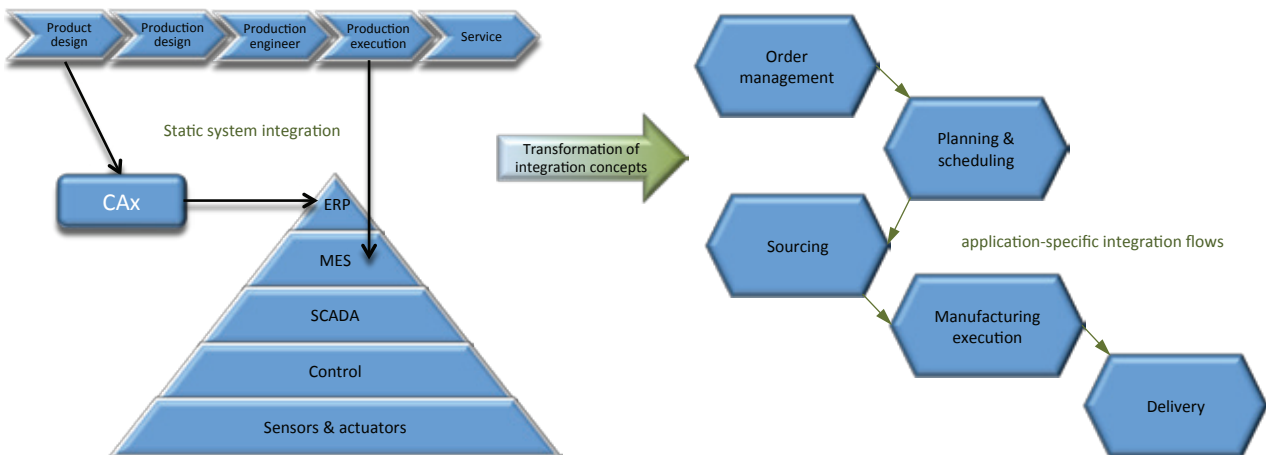 Product
design
Production
design
Production
engineer
Production
execution
Service
Static system integration
CAx
ERP
MES
SCADA
Control
Sensors & actuators
Transformation of
integration concepts
Order
management
Planning &
scheduling
Sourcing
application-specific integration flows
Manufacturing
execution
Delivery